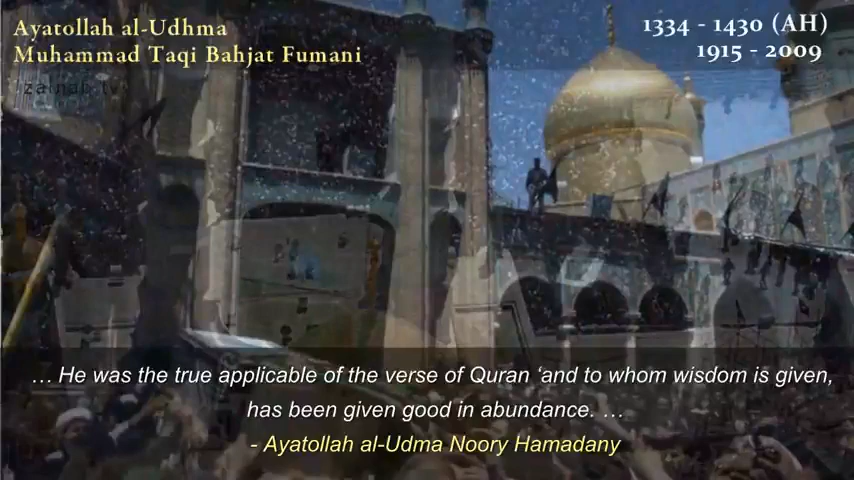 Ayatollah al-Udhma
Muhammad Taqi Bahjat Fumani
1334 - 1430 (AH)
1915 - 2009
zainab tv
… He was the true applicable of the verse of Quran ‘and to whom wisdom is given,
has been given good in abundance. …
- Ayatollah al-Udma Noory Hamadany